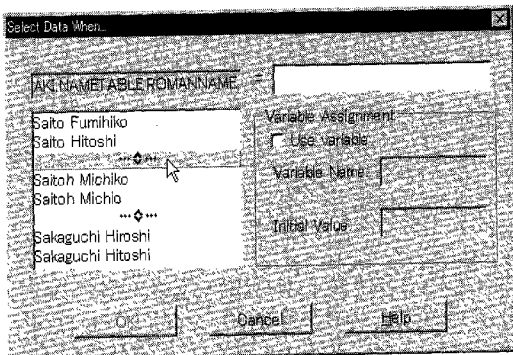 Select Data When...
AKI.NAMETABLE.ROMANNAME =
Saito Fumihiko
Saito Hitoshi
Saitoh Michiko
Saitoh Michio
Sakaguchi Hiroshi
Sakaguchi Hitoshi
Variable Assignment
Use Variable
Variable Name
Initial Value
OK
Cancel
Help